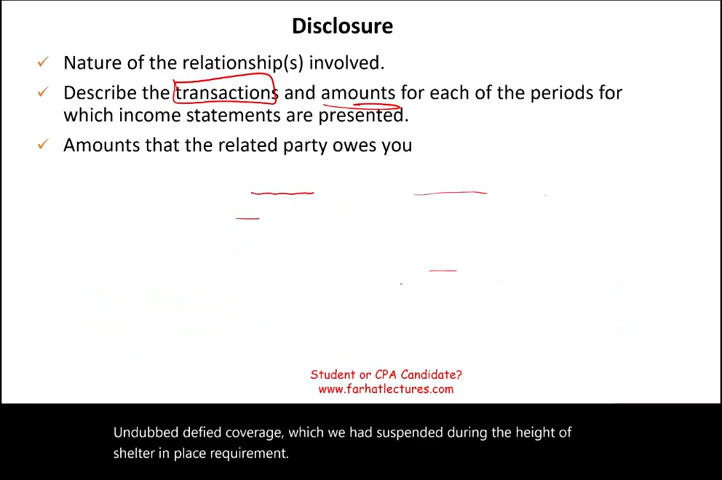 Disclosure
✓ Nature of the relationship(s) involved.
✓ Describe the transactions and amounts for each of the periods for
which income statements are presented.
✓ Amounts that the related party owes you
Student or CPA Candidate?
www.farhatlectures.com
Undubbed defied coverage, which we had suspended during the height of
shelter in place requirement.